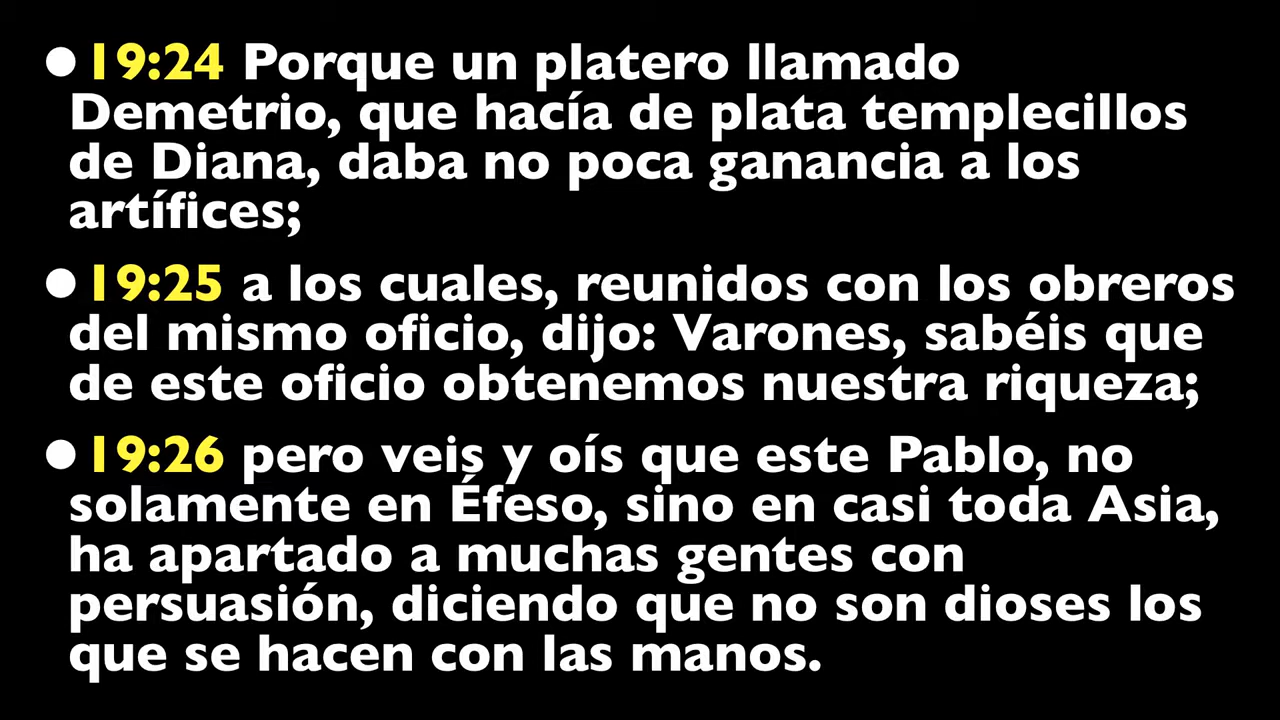 ● 19:24 Porque un platero llamado
Demetrio, que hacía de plata templecillos
de Diana, daba no poca ganancia a los
artífices;
● 19:25 a los cuales, reunidos con los obreros
del mismo oficio, dijo: Varones, sabéis que
de este oficio obtenemos nuestra riqueza;
● 19:26 pero veis y oís que este Pablo, no
solamente en Éfeso, sino en casi toda Asia,
ha apartado a muchas gentes con
persuasión, diciendo que no son dioses los
que se hacen con las manos.